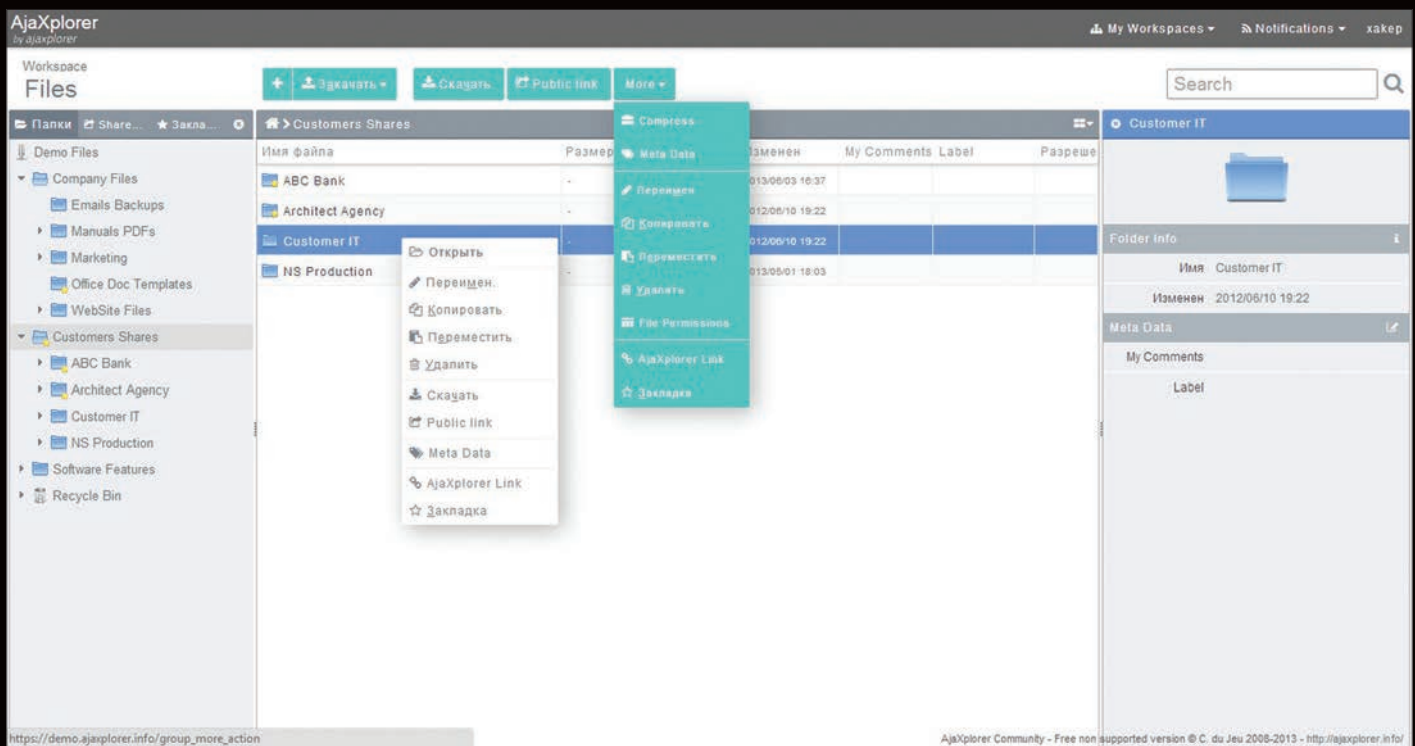 AjaXplorer
by ajaxplorer
My Workspaces
Notifications
xakep
Workspace
Files
Закачать
Скачать
Public link
More
Search
Папки
Share...
Закла...
Customers Shares
Customer IT
Demo Files
Company Files
Emails Backups
Manuals PDFs
Marketing
Office Doc Templates
WebSite Files
Customers Shares
ABC Bank
Architect Agency
Customer IT
NS Production
Software Features
Recycle Bin
Имя файла
Размер
Изменен
My Comments
Label
Разреше
ABC Bank
-
013/06/03 16:37
Architect Agency
-
012/06/10 19:22
Customer IT
-
012/06/10 19:22
NS Production
-
013/05/01 18:03
Открыть
Переимен.
Копировать
Переместить
Удалить
Скачать
Public link
Meta Data
AjaXplorer Link
Закладка
Compress...
Meta Data
Переимен
Копировать
Переместить
Удалить
File Permissions
AjaXplorer Link
Закладка
Folder Info
Имя Customer IT
Изменен 2012/06/10 19:22
Meta Data
My Comments
Label
https://demo.ajaxplorer.info/group_more_action
AjaXplorer Community - Free non supported version © C. du Jeu 2008-2013 - http://ajaxplorer.info/